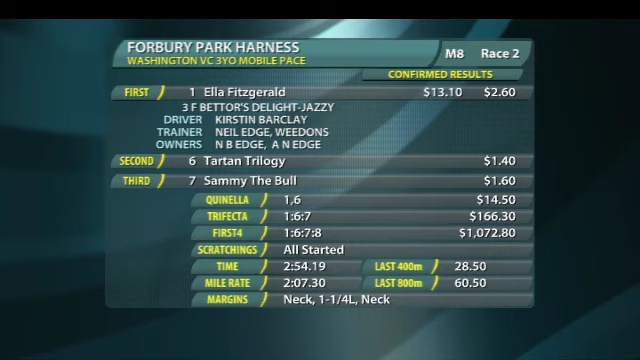 FORBURY PARK HARNESS M8 Race 2
WASHINGTON VC 3YO MOBILE PACE
CONFIRMED RESULTS
FIRST 1 Ella Fitzgerald $13.10 $2.60
3 F BETTOR'S DELIGHT-JAZZY
DRIVER KIRSTIN BARCLAY
TRAINER NEIL EDGE, WEEDONS
OWNERS N B EDGE, A N EDGE
SECOND 6 Tartan Trilogy $1.40
THIRD 7 Sammy The Bull $1.60
QUINELLA 1,6 $14.50
TRIFECTA 1:6:7 $166.30
FIRST4 1:6:7:8 $1,072.80
SCRATCHINGS All Started
TIME 2:54.19 LAST 400m 28.50
MILE RATE 2:07.30 LAST 800m 60.50
MARGINS Neck, 1-1/4L, Neck